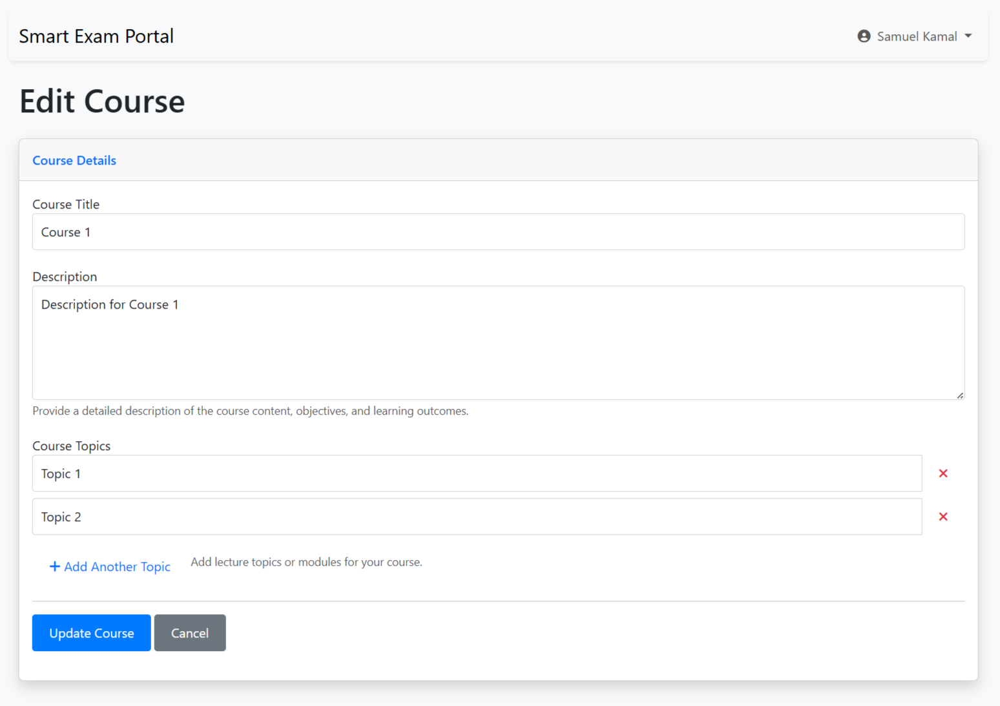 Smart Exam Portal
Samuel Kamal
Edit Course
Course Details
Course Title
Course 1
Description
Description for Course 1
Provide a detailed description of the course content, objectives, and learning outcomes.
Course Topics
Topic 1
Topic 2
Add Another Topic
Add lecture topics or modules for your course.
Update Course
Cancel